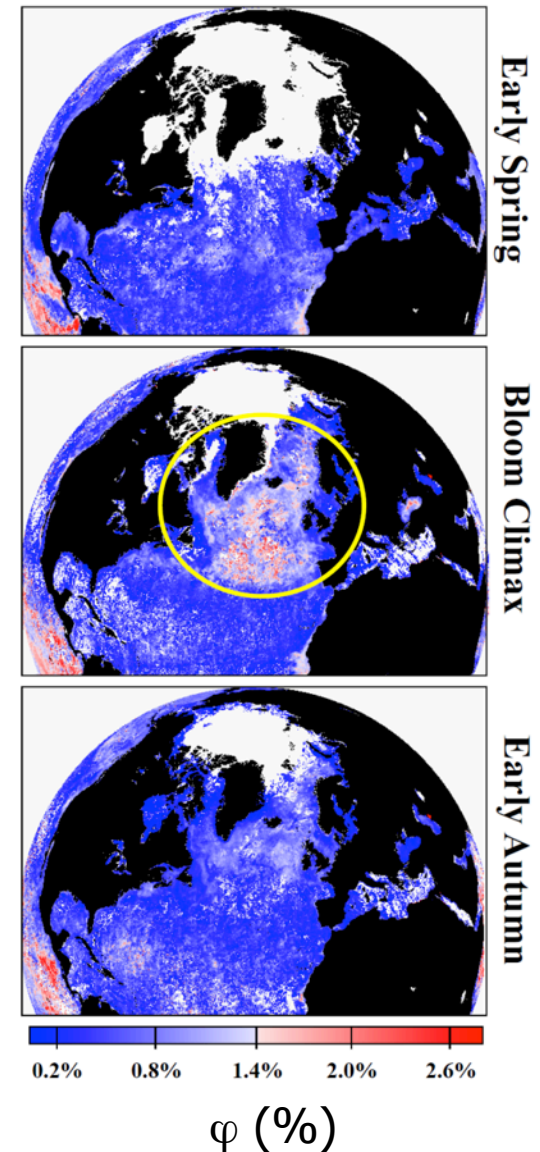 Early Spring
Bloom Climax
Early Autumn
0.2% 0.8% 1.4% 2.0% 2.6%
φ (%)